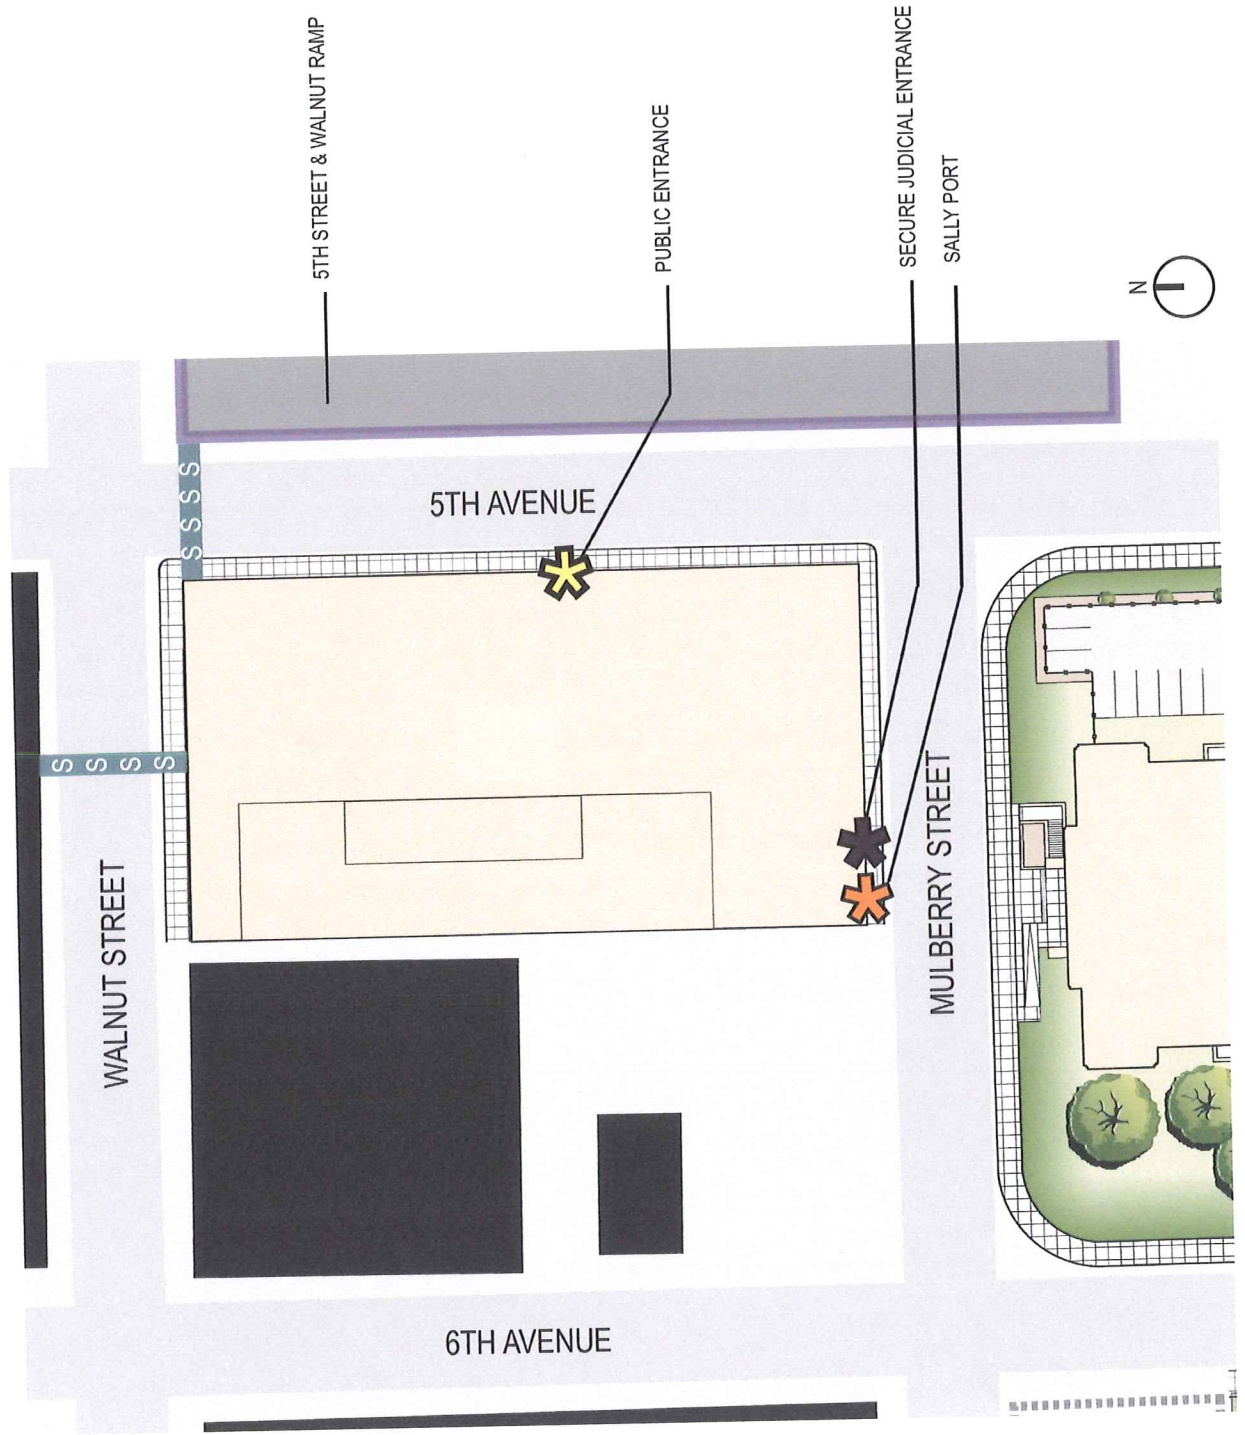 5TH STREET & WALNUT RAMP
PUBLIC ENTRANCE
SECURE JUDICIAL ENTRANCE
SALLY PORT
N
S S S S
5TH AVENUE
S S S S
WALNUT STREET
MULBERRY STREET
6TH AVENUE